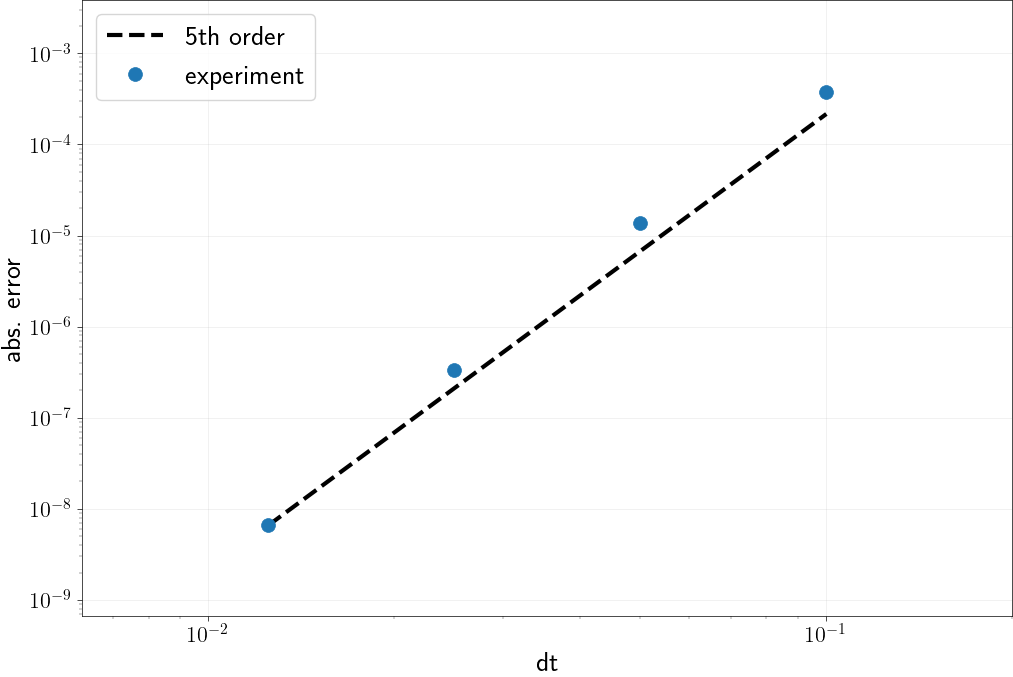 5th order
experiment
abs. error
10⁻³
10⁻⁴
10⁻⁵
10⁻⁶
10⁻⁷
10⁻⁸
10⁻⁹
10⁻² 10⁻¹
dt